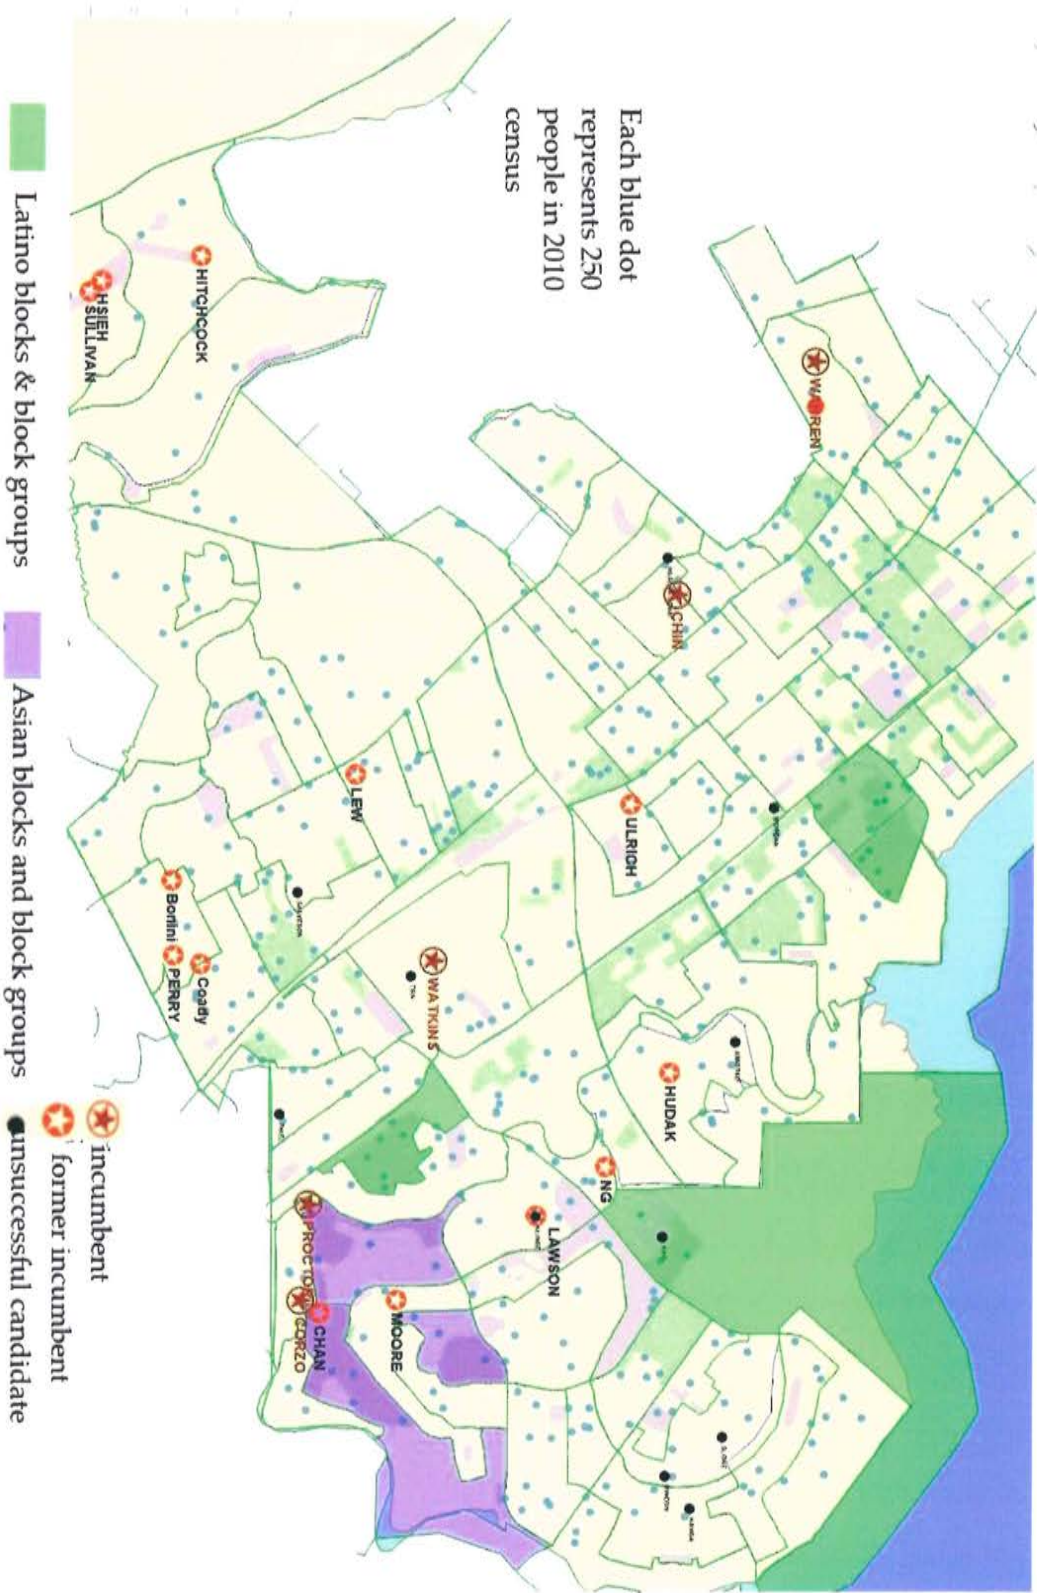 Each blue dot
represents 250
people in 2010
census
WARREN
CHIN
HITCHCOCK
HSIEH
SULLIVAN
LEW
ULRICH
Bonfini
PERRY
Coady
WATKINS
HUDAK
NG
LAWSON
PROCTOR
CORZO
CHAN
MOORE
Latino blocks & block groups
Asian blocks and block groups
incumbent
former incumbent
unsuccessful candidate